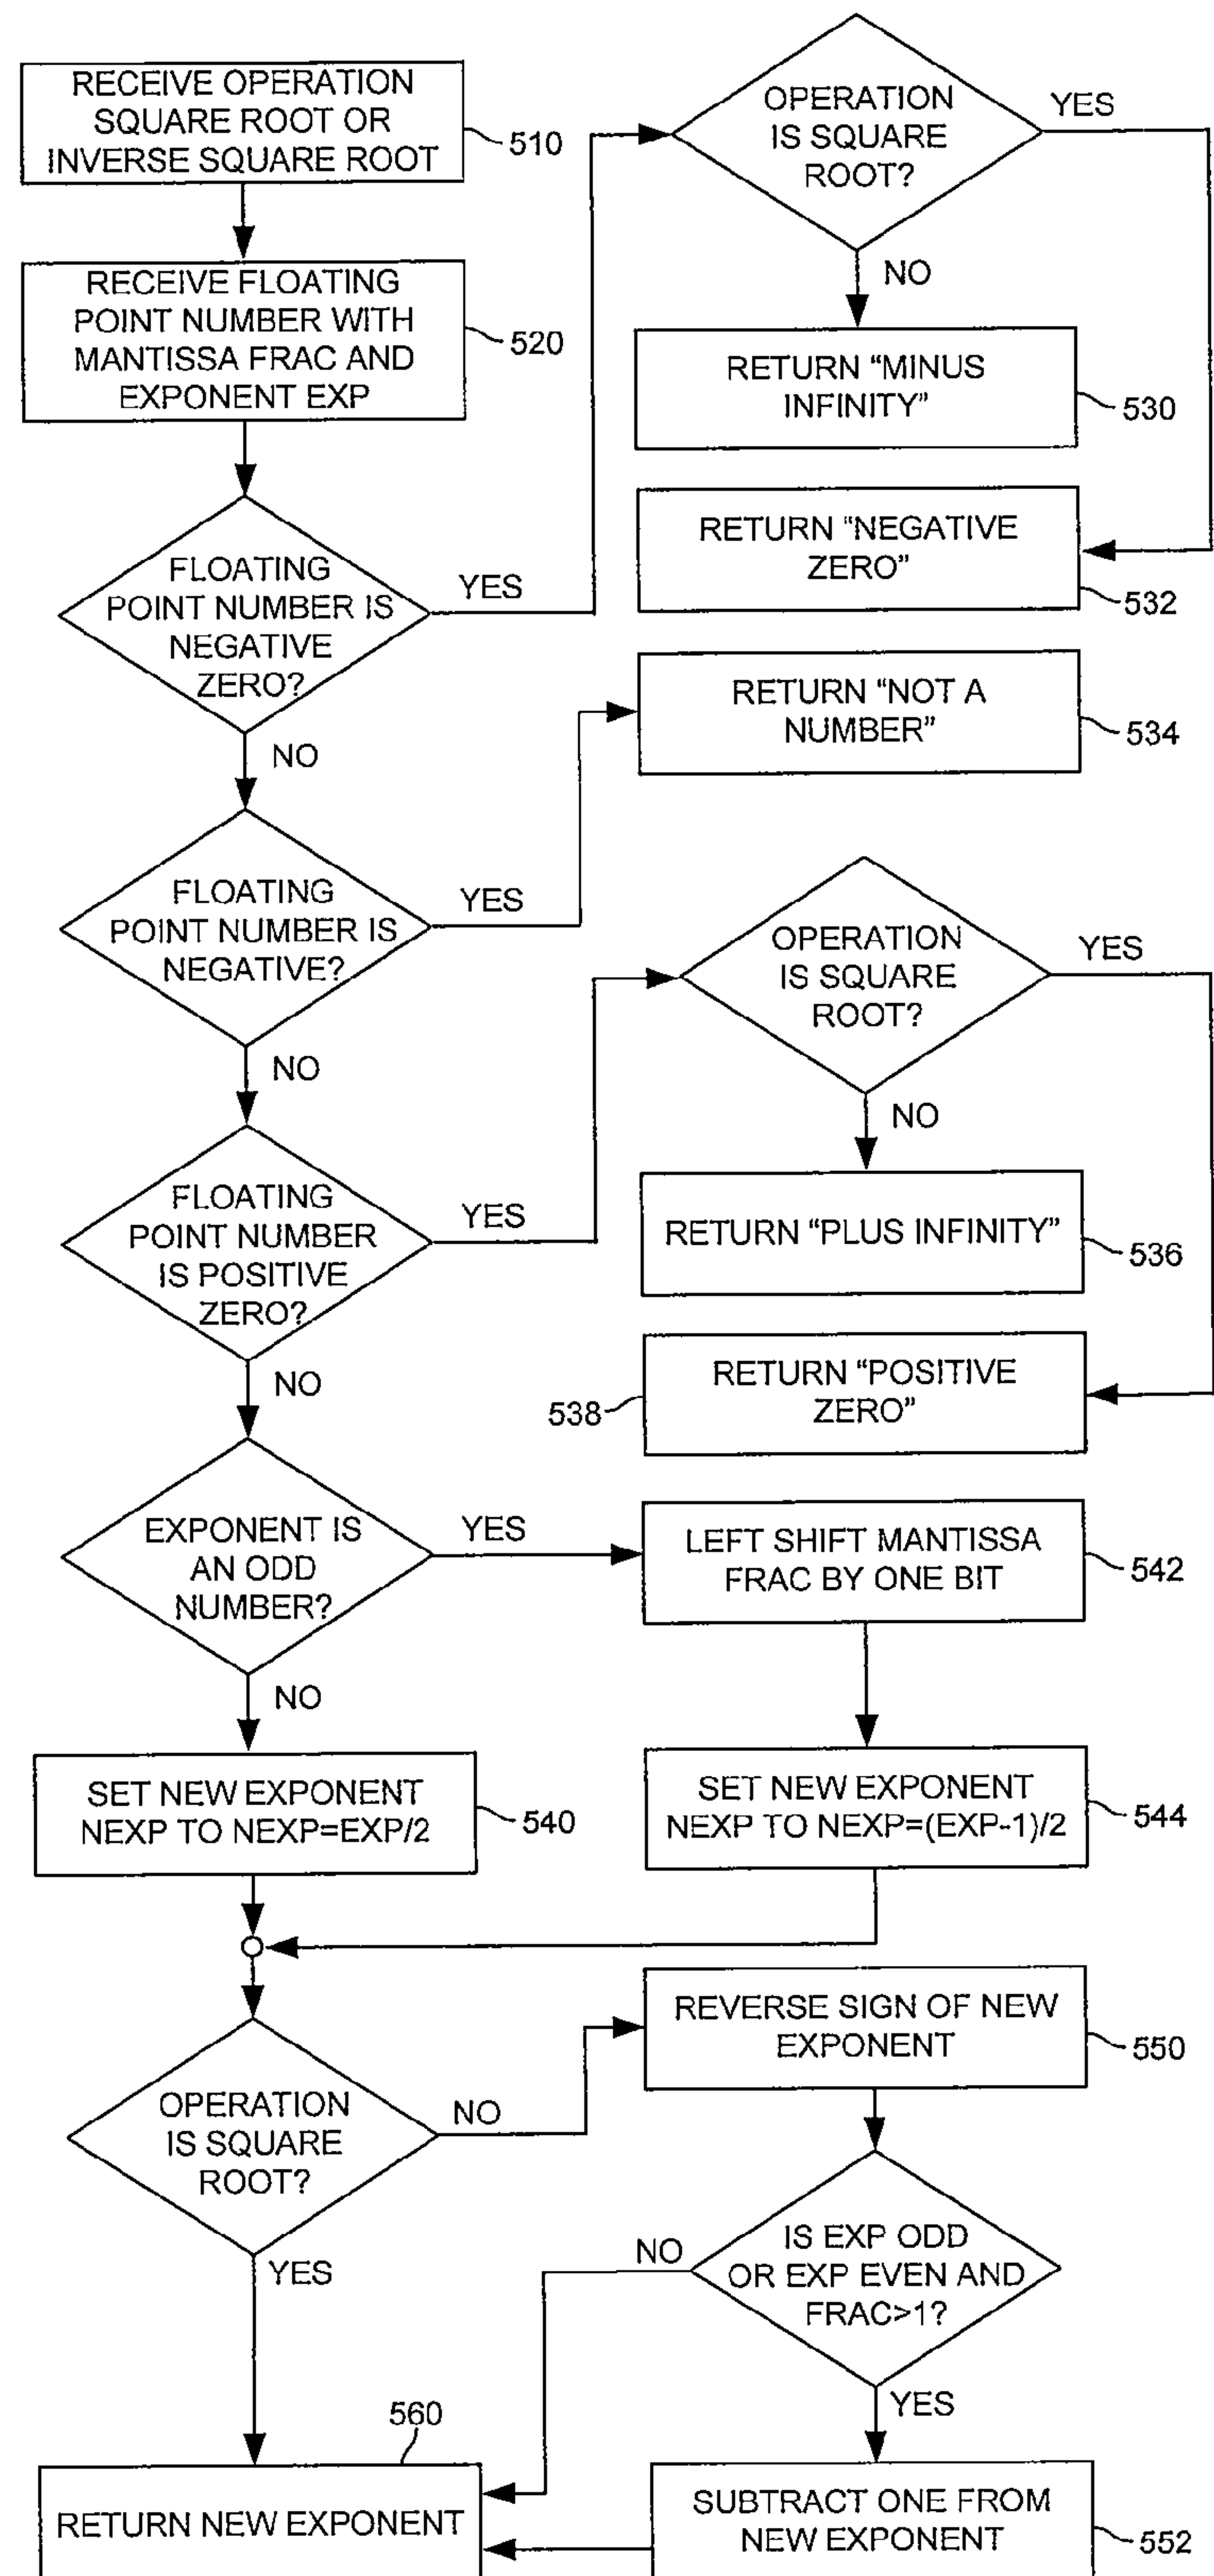 RECEIVE OPERATION
SQUARE ROOT OR
INVERSE SQUARE ROOT
510
RECEIVE FLOATING
POINT NUMBER WITH
MANTISSA FRAC AND
EXPONENT EXP
520
OPERATION
IS SQUARE
ROOT?
YES
NO
RETURN “MINUS
INFINITY”
530
RETURN “NEGATIVE
ZERO”
532
FLOATING
POINT NUMBER IS
NEGATIVE
ZERO?
YES
NO
RETURN “NOT A
NUMBER”
534
FLOATING
POINT NUMBER IS
NEGATIVE?
YES
NO
OPERATION
IS SQUARE
ROOT?
YES
NO
FLOATING
POINT NUMBER
IS POSITIVE
ZERO?
YES
NO
RETURN “PLUS INFINITY”
536
RETURN “POSITIVE
ZERO”
538
EXPONENT IS
AN ODD
NUMBER?
YES
NO
LEFT SHIFT MANTISSA
FRAC BY ONE BIT
542
SET NEW EXPONENT
NEXP TO NEXP=EXP/2
540
SET NEW EXPONENT
NEXP TO NEXP=(EXP-1)/2
544
OPERATION
IS SQUARE
ROOT?
NO
YES
REVERSE SIGN OF NEW
EXPONENT
550
IS EXP ODD
OR EXP EVEN AND
FRAC>1?
NO
YES
560
RETURN NEW EXPONENT
SUBTRACT ONE FROM
NEW EXPONENT
552